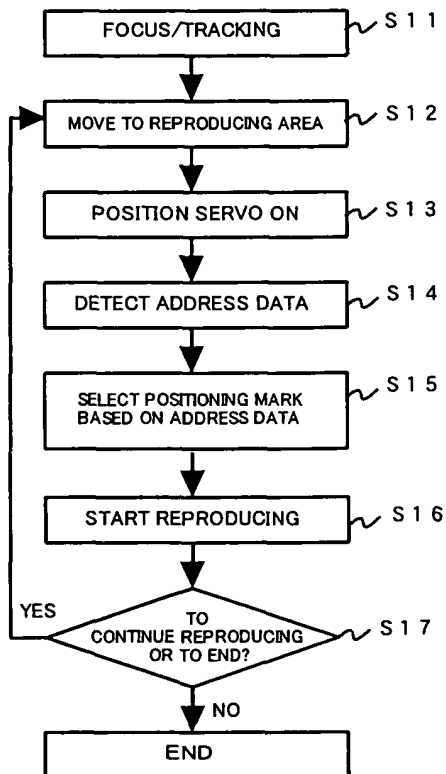 FOCUS/TRACKING
S11
MOVE TO REPRODUCING AREA
S12
POSITION SERVO ON
S13
DETECT ADDRESS DATA
S14
SELECT POSITIONING MARK
BASED ON ADDRESS DATA
S15
START REPRODUCING
S16
YES
TO
CONTINUE REPRODUCING
OR TO END?
S17
NO
END